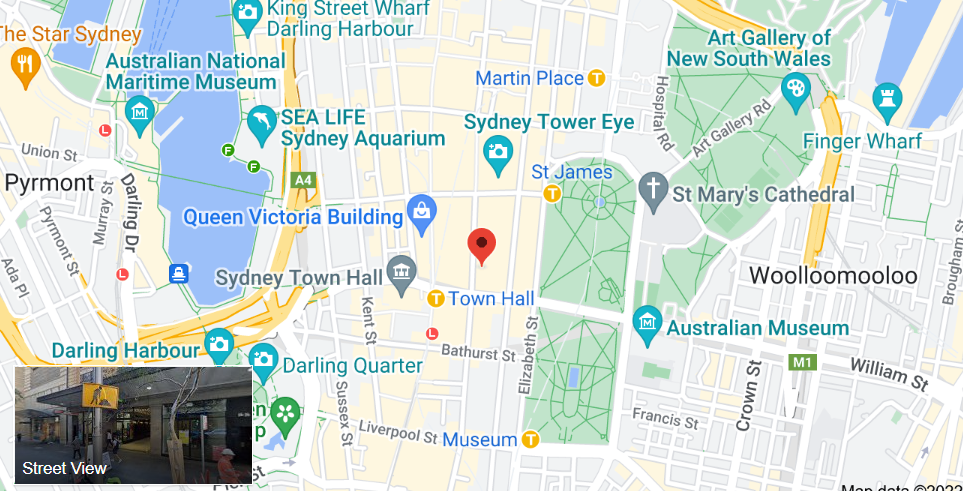 King Street Wharf
Darling Harbour
The Star Sydney
Art Gallery of
New South Wales
Australian National
Maritime Museum
Martin Place
T
Hospital Rd
SEA LIFE
Sydney Aquarium
Sydney Tower Eye
Art Gallery Rd
Finger Wharf
L
Union St
F
F
Pyrmont
A4
St James
T
St Mary's Cathedral
Darling Dr
Murray St
Pyrmont St
Queen Victoria Building
Ada Pl
L
Sydney Town Hall
Woolloomooloo
Brougham St
Kent St
T
Town Hall
Elizabeth St
Australian Museum
L
Darling Harbour
Bathurst St
Darling Quarter
M1
William St
Crown St
Sussex St
Liverpool St
Museum
T
Francis St
Street View
Map data ©2022